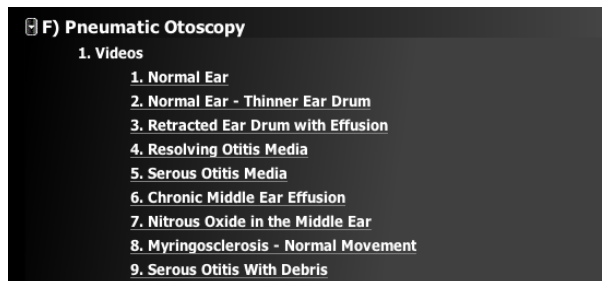 F) Pneumatic Otoscopy
1. Videos
1. Normal Ear
2. Normal Ear - Thinner Ear Drum
3. Retracted Ear Drum with Effusion
4. Resolving Otitis Media
5. Serous Otitis Media
6. Chronic Middle Ear Effusion
7. Nitrous Oxide in the Middle Ear
8. Myringosclerosis - Normal Movement
9. Serous Otitis With Debris